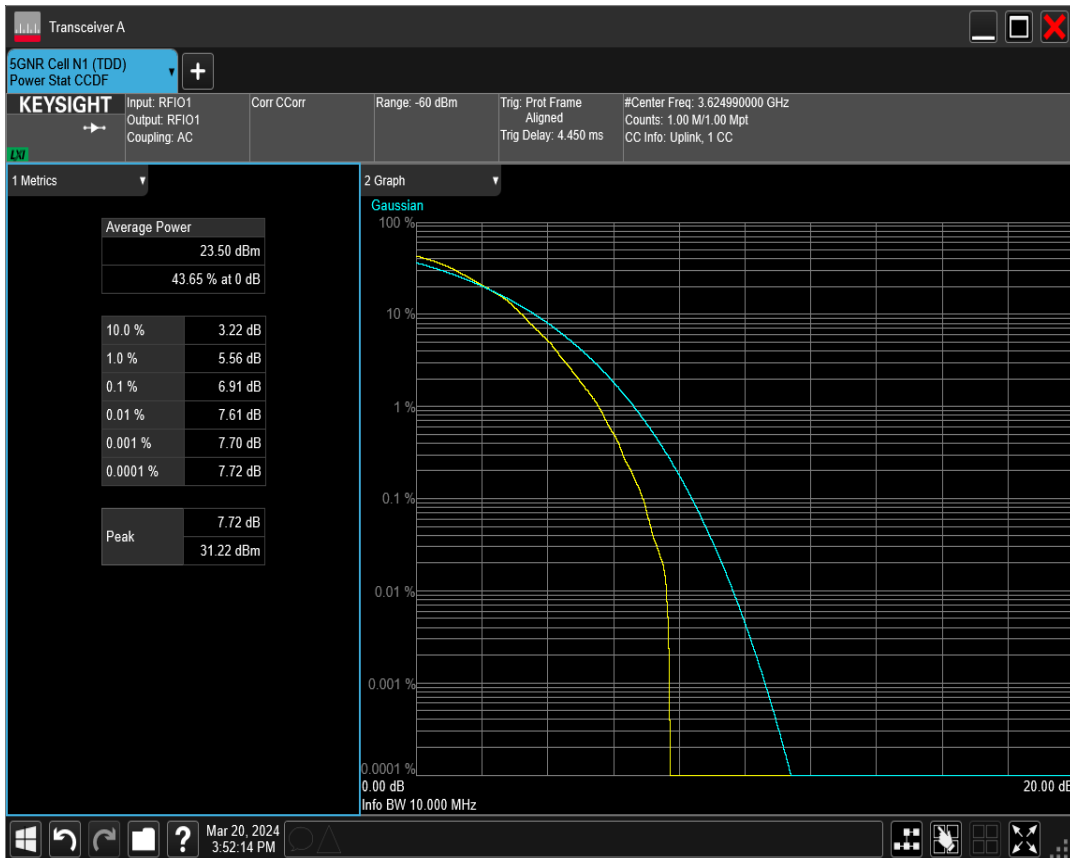 Transceiver A
5GNR Cell N1 (TDD)
Power Stat CCDF
+
KEYSIGHT
LXI
Input: RFIO1
Output: RFIO1
Coupling: AC
Corr CCorr
Range: -60 dBm
Trig: Prot Frame
Aligned
Trig Delay: 4.450 ms
#Center Freq: 3.624990000 GHz
Counts: 1.00 M/1.00 Mpt
CC Info: Uplink, 1 CC
1 Metrics
Average Power
23.50 dBm
43.65 % at 0 dB
10.0 % 3.22 dB
1.0 % 5.56 dB
0.1 % 6.91 dB
0.01 % 7.61 dB
0.001 % 7.70 dB
0.0001 % 7.72 dB
Peak
7.72 dB
31.22 dBm
2 Graph
Gaussian
100 %
10 %
1 %
0.1 %
0.01 %
0.001 %
0.0001 %
0.00 dB 20.00 dB
Info BW 10.000 MHz
?
Mar 20, 2024
3:52:14 PM